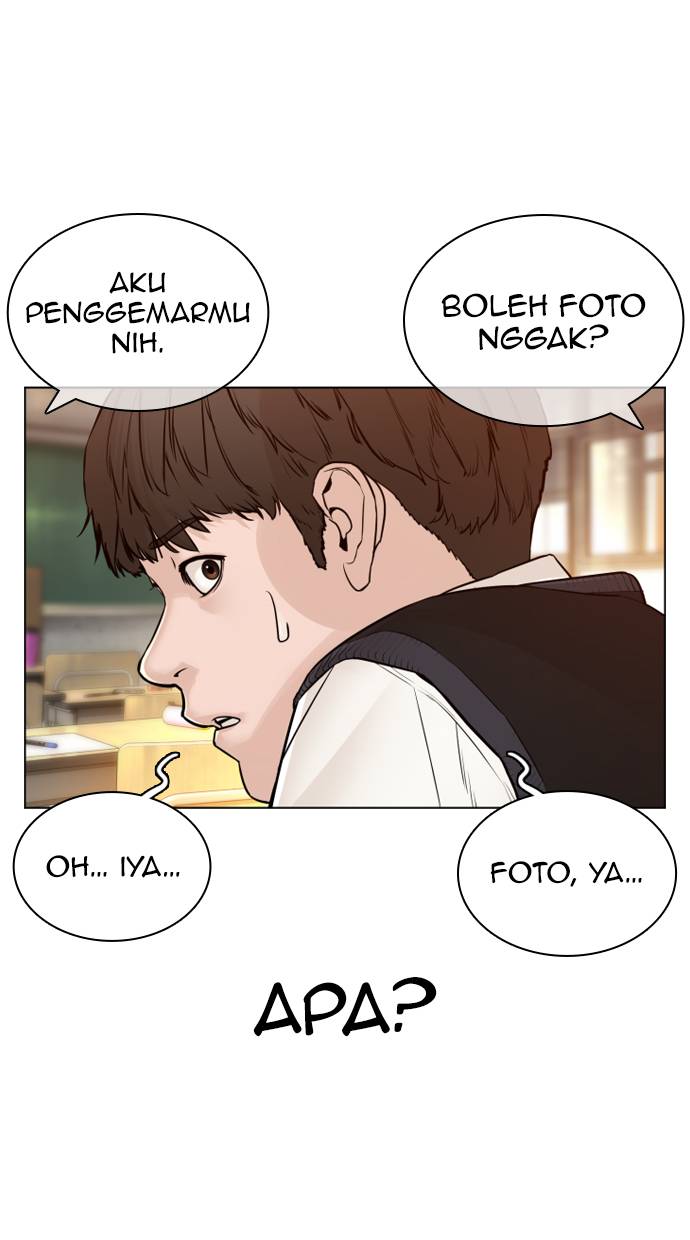 AKU
PENGGEMARMU
NIH.
BOLEH FOTO
NGGAK?
OH... IYA...
FOTO, YA...
APA?